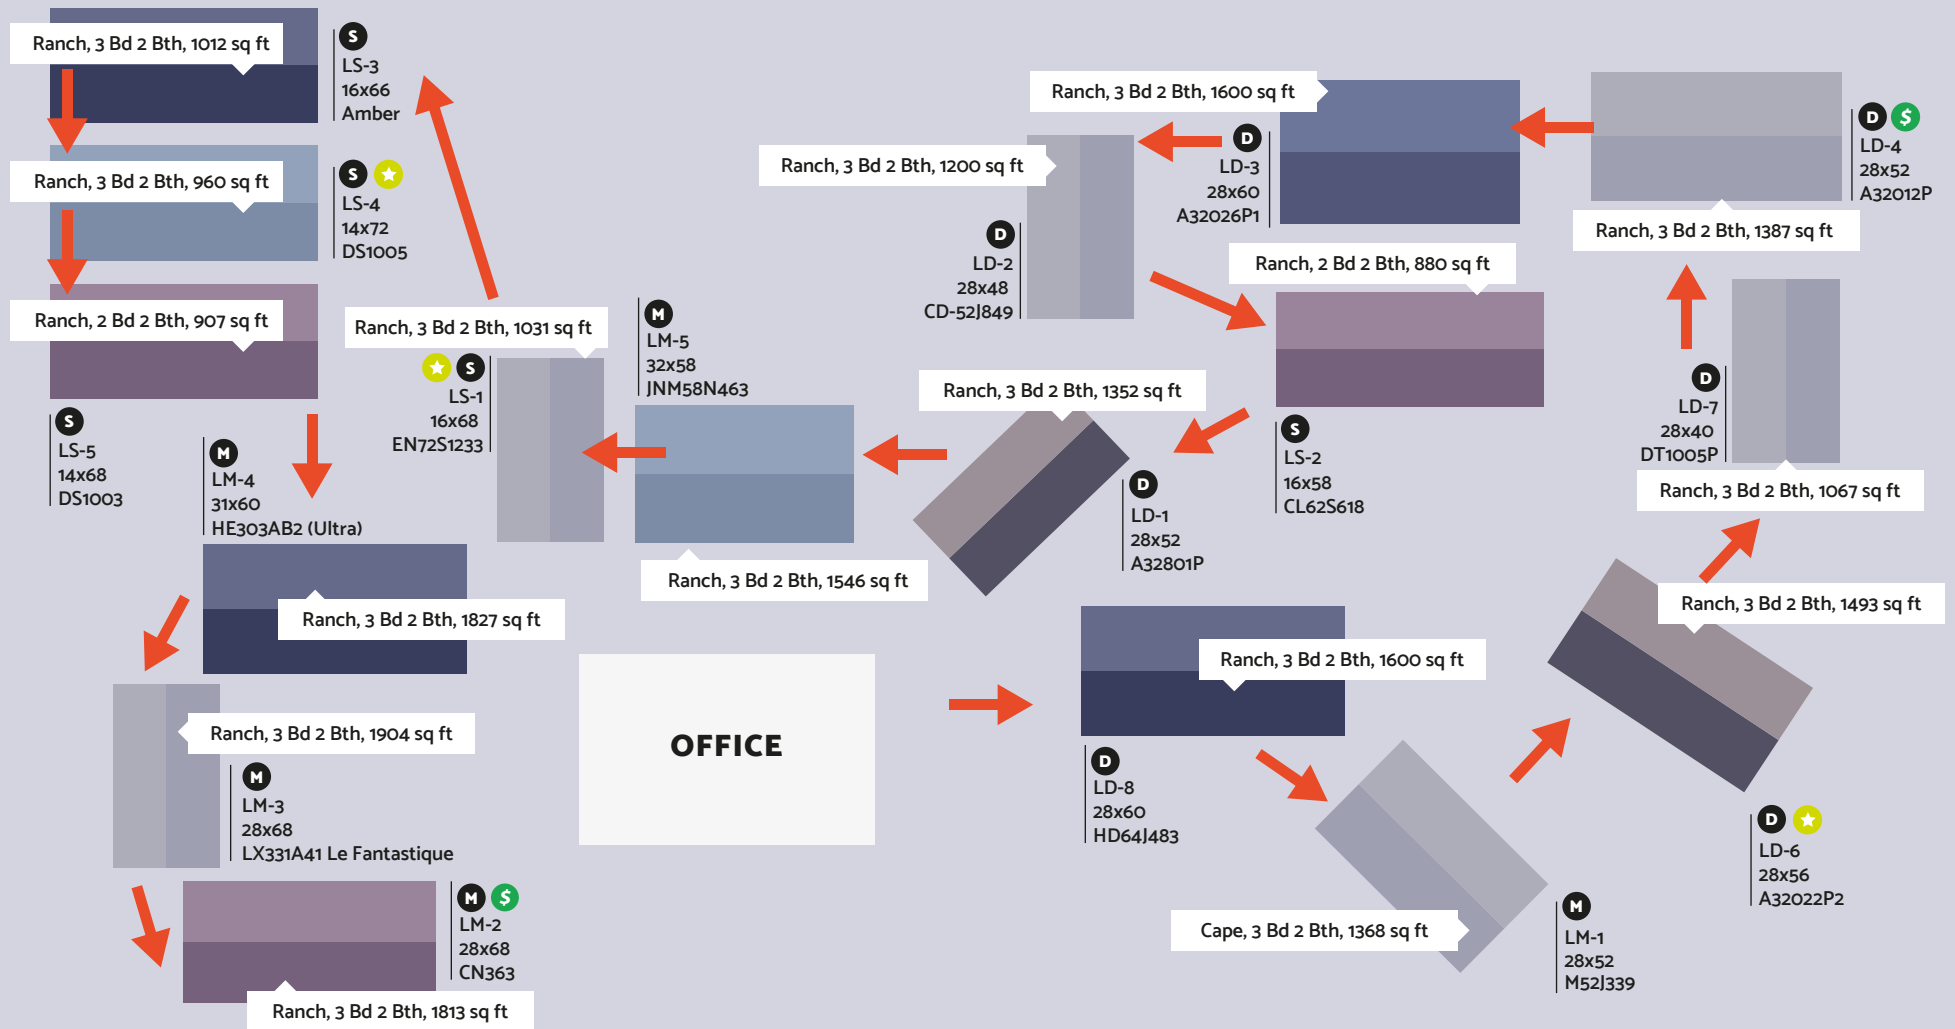 Ranch, 3 Bd 2 Bth, 1012 sq ft
S
LS-3
16x66
Amber
Ranch, 3 Bd 2 Bth, 960 sq ft
S
LS-4
14x72
DS1005
Ranch, 2 Bd 2 Bth, 907 sq ft
S
LS-5
14x68
DS1003
M
LM-4
31x60
HE303AB2 (Ultra)
Ranch, 3 Bd 2 Bth, 1827 sq ft
Ranch, 3 Bd 2 Bth, 1904 sq ft
M
LM-3
28x68
LX331A41 Le Fantastique
M $
LM-2
28x68
CN363
Ranch, 3 Bd 2 Bth, 1813 sq ft
Ranch, 3 Bd 2 Bth, 1031 sq ft
S
LS-1
16x68
EN72S1233
M
LM-5
32x58
JNM58N463
Ranch, 3 Bd 2 Bth, 1546 sq ft
OFFICE
Ranch, 3 Bd 2 Bth, 1352 sq ft
D
LD-1
28x52
A32801P
Ranch, 3 Bd 2 Bth, 1200 sq ft
D
LD-2
28x48
CD-52J849
Ranch, 3 Bd 2 Bth, 1600 sq ft
D
LD-3
28x60
A32026P1
Ranch, 2 Bd 2 Bth, 880 sq ft
S
LS-2
16x58
CL62S618
D $
LD-4
28x52
A32012P
Ranch, 3 Bd 2 Bth, 1387 sq ft
D
LD-7
28x40
DT1005P
Ranch, 3 Bd 2 Bth, 1067 sq ft
Ranch, 3 Bd 2 Bth, 1493 sq ft
D
LD-6
28x56
A32022P2
Ranch, 3 Bd 2 Bth, 1600 sq ft
D
LD-8
28x60
HD64J483
Cape, 3 Bd 2 Bth, 1368 sq ft
M
LM-1
28x52
M52J339